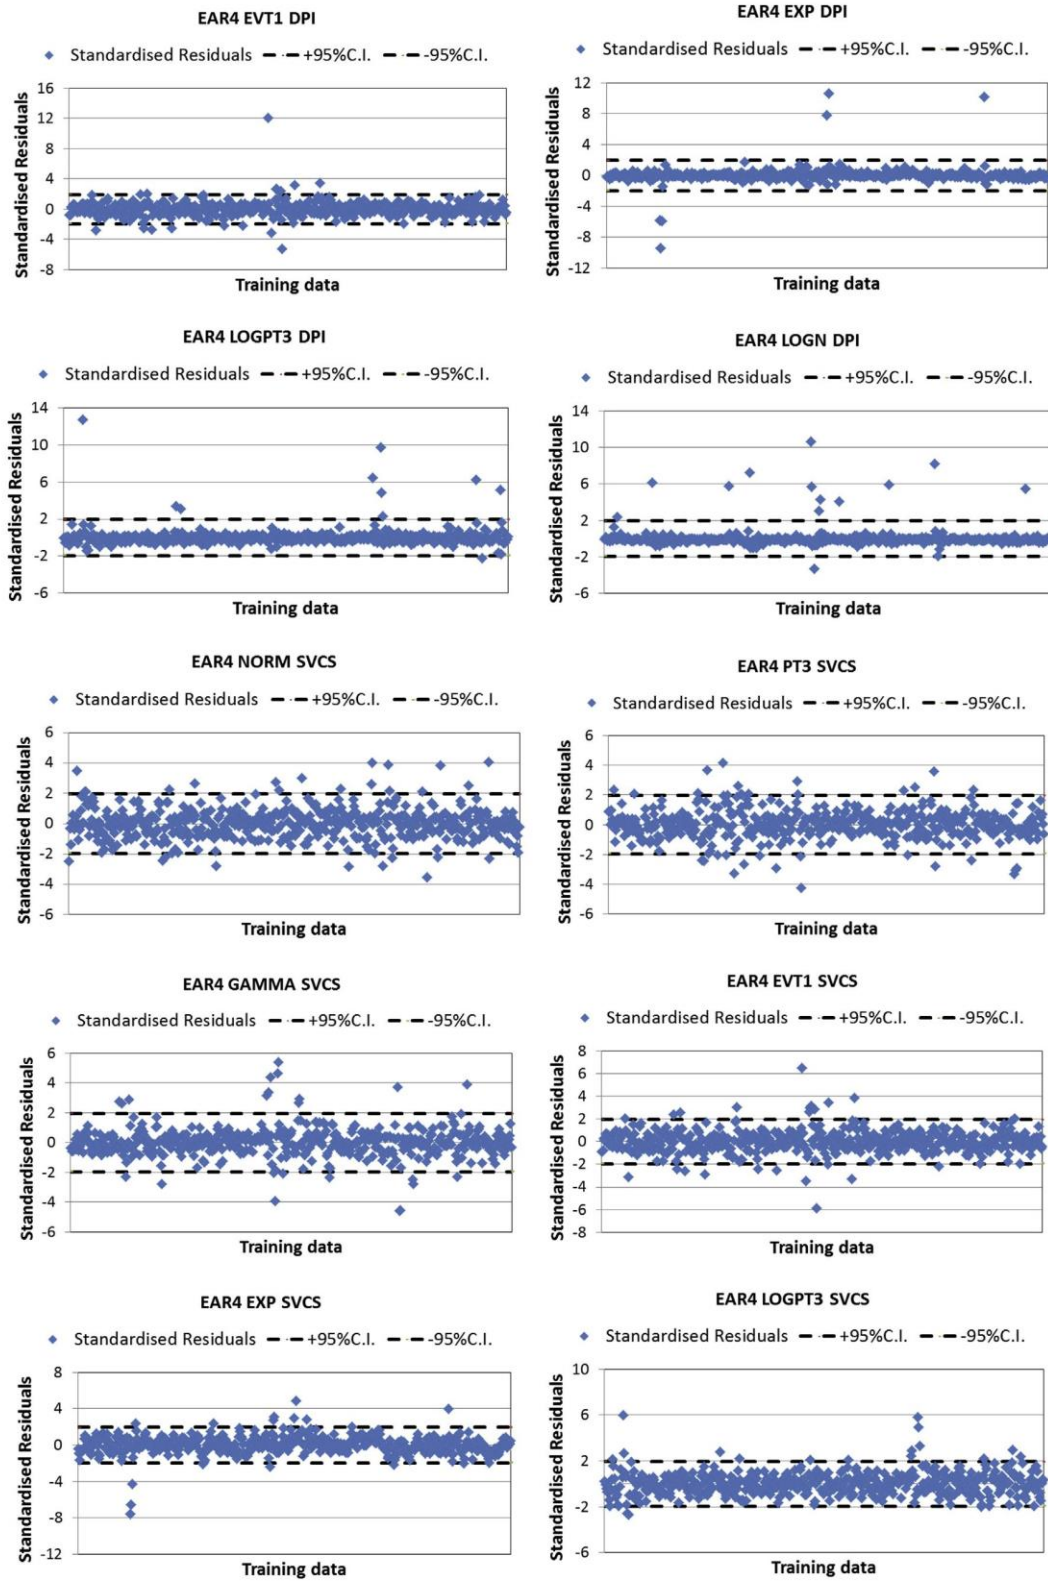 EAR4 EVT1 DPI
Standardised Residuals +95%C.I. -95%C.I.
Standardised Residuals
16
12
8
4
0
-4
-8
Training data
EAR4 EXP DPI
Standardised Residuals +95%C.I. -95%C.I.
Standardised Residuals
12
8
4
0
-4
-8
-12
Training data
EAR4 LOGPT3 DPI
Standardised Residuals +95%C.I. -95%C.I.
Standardised Residuals
14
10
6
2
-2
-6
Training data
EAR4 LOGN DPI
Standardised Residuals +95%C.I. -95%C.I.
Standardised Residuals
14
10
6
2
-2
-6
Training data
EAR4 NORM SVCS
Standardised Residuals +95%C.I. -95%C.I.
Standardised Residuals
6
4
2
0
-2
-4
-6
Training data
EAR4 PT3 SVCS
Standardised Residuals +95%C.I. -95%C.I.
Standardised Residuals
6
4
2
0
-2
-4
-6
Training data
EAR4 GAMMA SVCS
Standardised Residuals +95%C.I. -95%C.I.
Standardised Residuals
6
4
2
0
-2
-4
-6
Training data
EAR4 EVT1 SVCS
Standardised Residuals +95%C.I. -95%C.I.
Standardised Residuals
8
6
4
2
0
-2
-4
-6
-8
Training data
EAR4 EXP SVCS
Standardised Residuals +95%C.I. -95%C.I.
Standardised Residuals
8
4
0
-4
-8
-12
Training data
EAR4 LOGPT3 SVCS
Standardised Residuals +95%C.I. -95%C.I.
Standardised Residuals
10
6
2
-2
-6
Training data